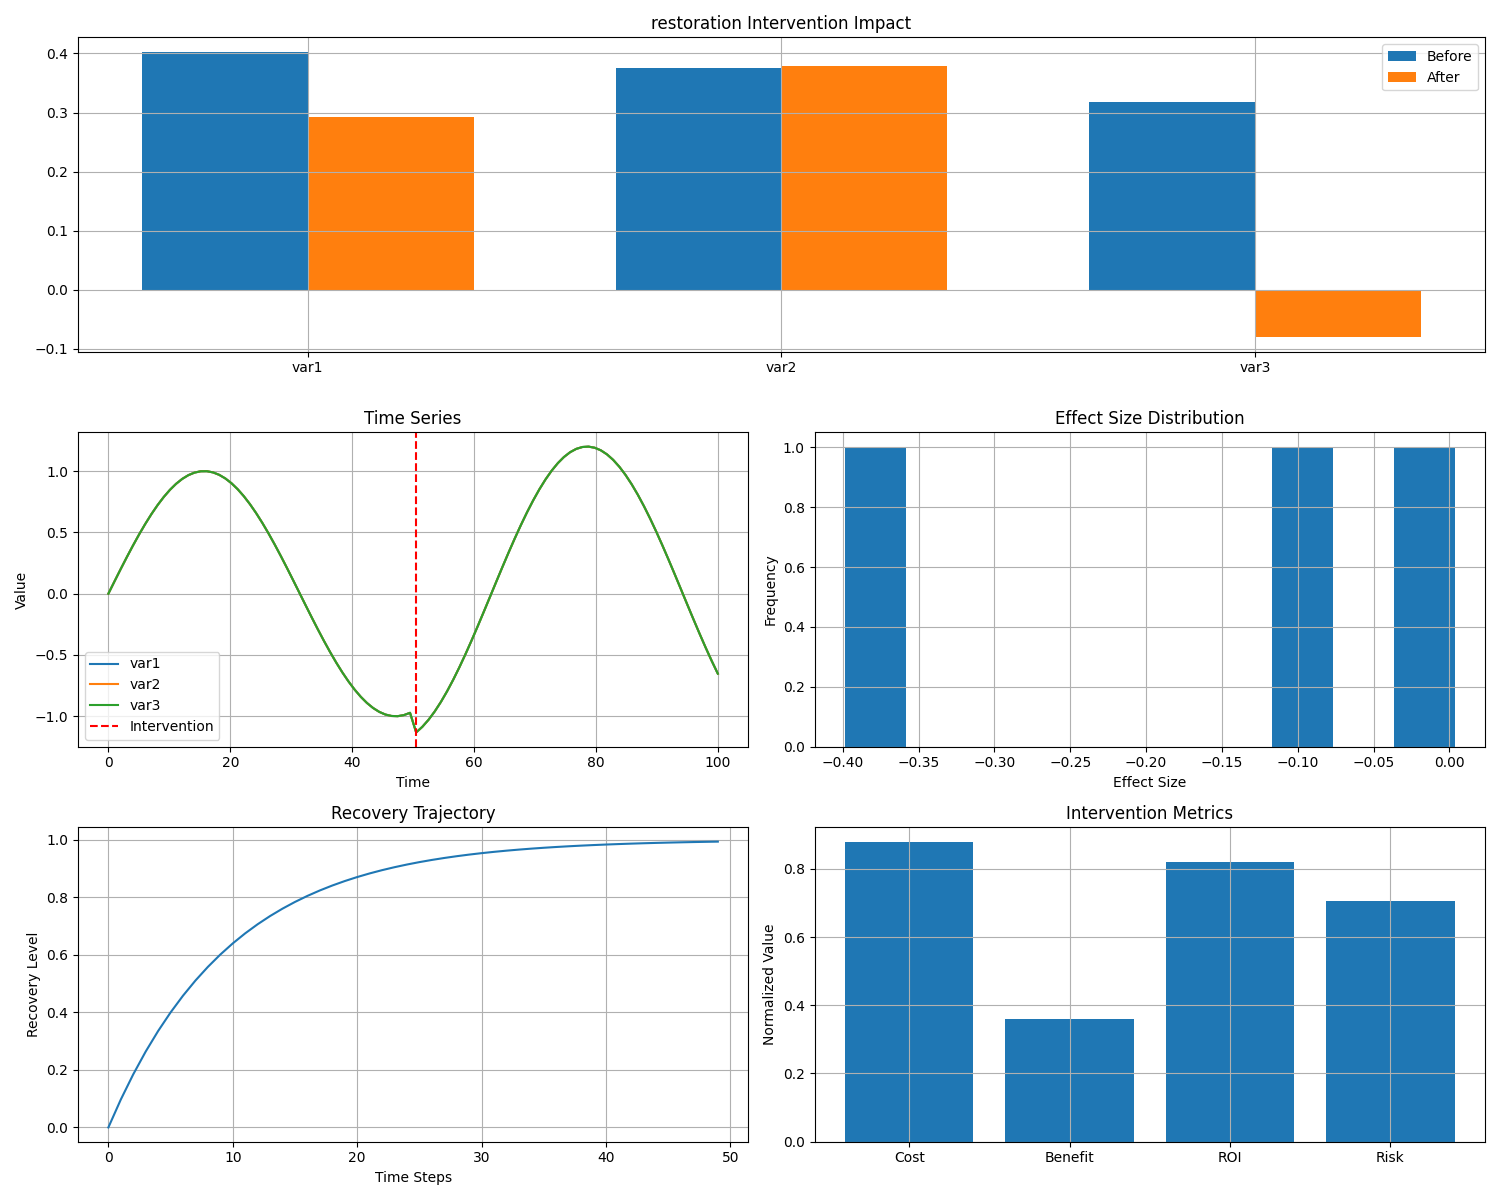 restoration Intervention Impact
0.4
0.3
0.2
0.1
0.0
−0.1
var1 var2 var3
Before
After
Time Series
Value
1.0
0.5
0.0
−0.5
−1.0
var1
var2
var3
Intervention
0 20 40 60 80 100
Time
Effect Size Distribution
Frequency
1.0
0.8
0.6
0.4
0.2
0.0
−0.40 −0.35 −0.30 −0.25 −0.20 −0.15 −0.10 −0.05 0.00
Effect Size
Recovery Trajectory
Recovery Level
1.0
0.8
0.6
0.4
0.2
0.0
0 10 20 30 40 50
Time Steps
Intervention Metrics
Normalized Value
0.8
0.6
0.4
0.2
0.0
Cost Benefit ROI Risk